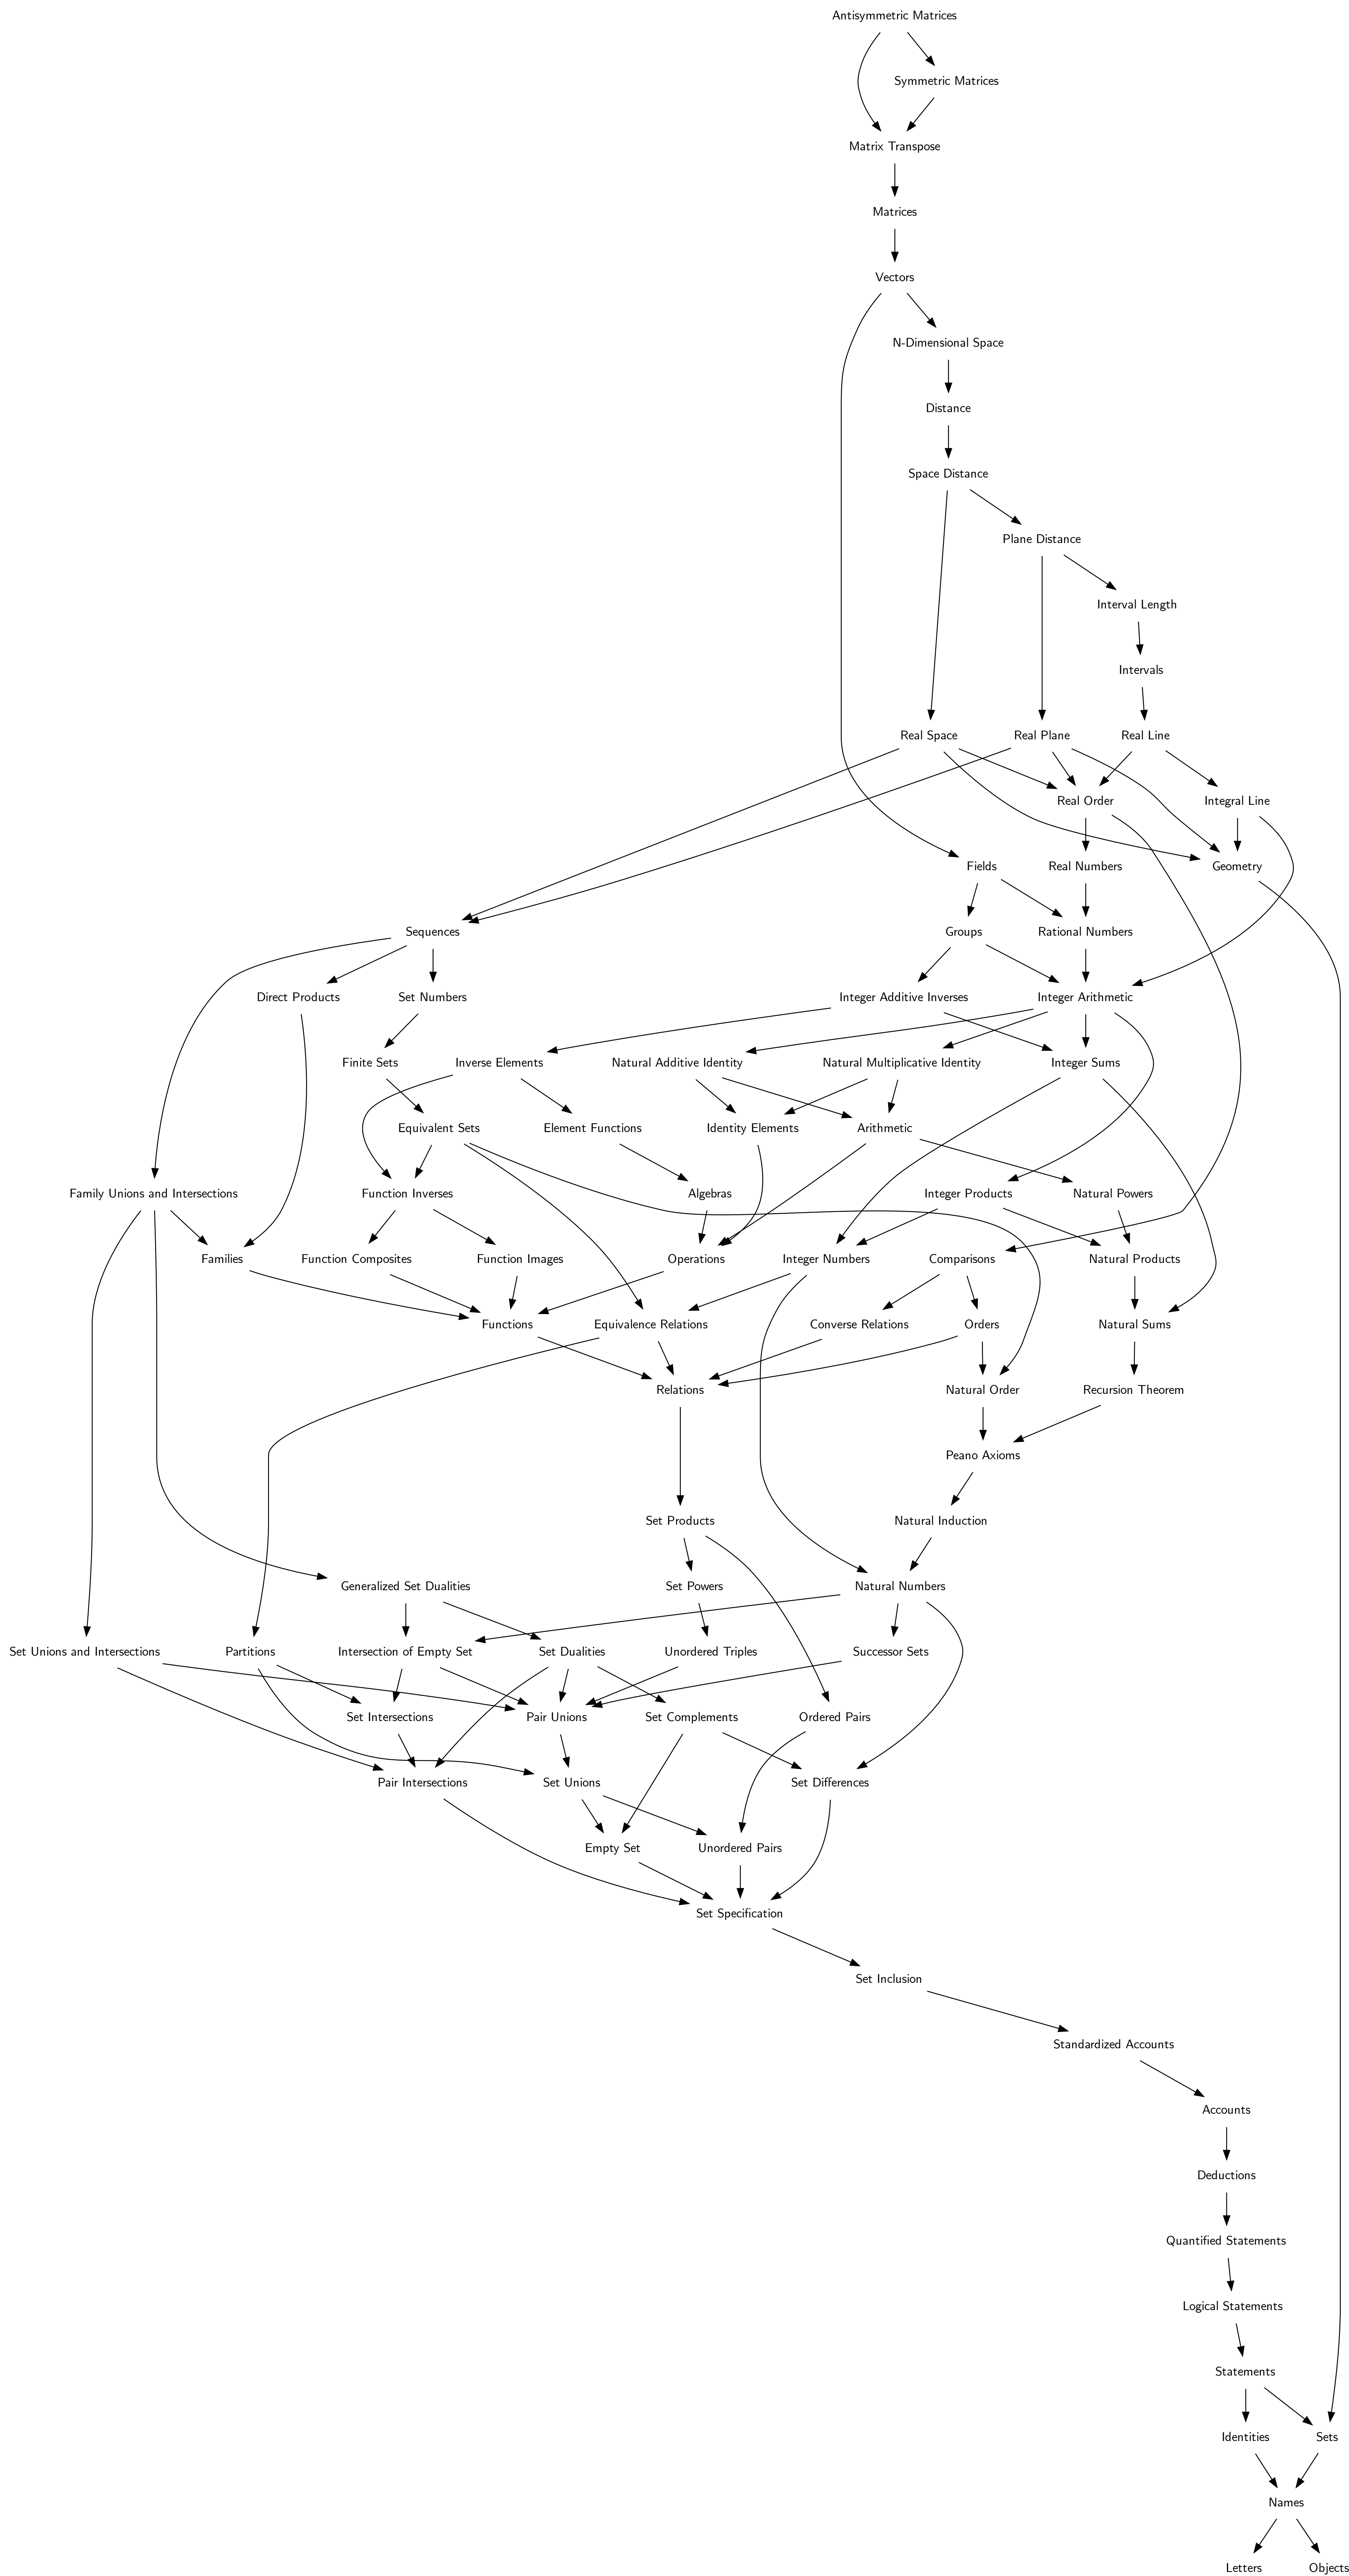 Antisymmetric Matrices
Symmetric Matrices
Matrix Transpose
Matrices
Vectors
N-Dimensional Space
Distance
Space Distance
Plane Distance
Interval Length
Intervals
Real Space
Real Plane
Real Line
Real Order
Integral Line
Fields
Real Numbers
Geometry
Sequences
Groups
Rational Numbers
Direct Products
Set Numbers
Integer Additive Inverses
Integer Arithmetic
Finite Sets
Inverse Elements
Natural Additive Identity
Natural Multiplicative Identity
Integer Sums
Equivalent Sets
Element Functions
Identity Elements
Arithmetic
Family Unions and Intersections
Function Inverses
Algebras
Integer Products
Natural Powers
Families
Function Composites
Function Images
Operations
Integer Numbers
Comparisons
Natural Products
Functions
Equivalence Relations
Converse Relations
Orders
Natural Sums
Relations
Natural Order
Recursion Theorem
Peano Axioms
Set Products
Natural Induction
Generalized Set Dualities
Set Powers
Natural Numbers
Set Unions and Intersections
Partitions
Intersection of Empty Set
Set Dualities
Unordered Triples
Successor Sets
Set Intersections
Pair Unions
Set Complements
Ordered Pairs
Pair Intersections
Set Unions
Set Differences
Empty Set
Unordered Pairs
Set Specification
Set Inclusion
Standardized Accounts
Accounts
Deductions
Quantified Statements
Logical Statements
Statements
Identities
Sets
Names
Letters
Objects